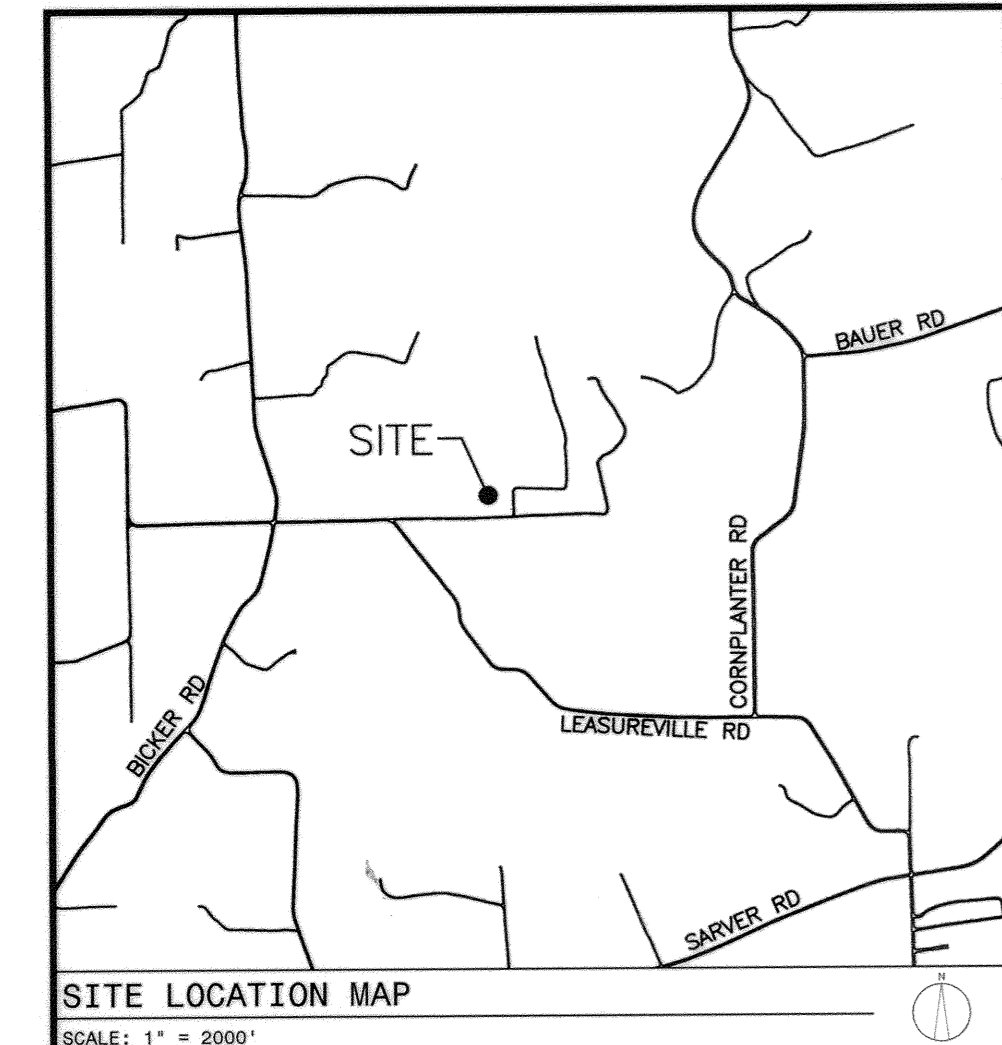 BAUER RD
SITE
CORNPLANTER RD
BICKER RD
LEASUREVILLE RD
SARVER RD
SITE LOCATION MAP
N
SCALE: 1" = 2000'